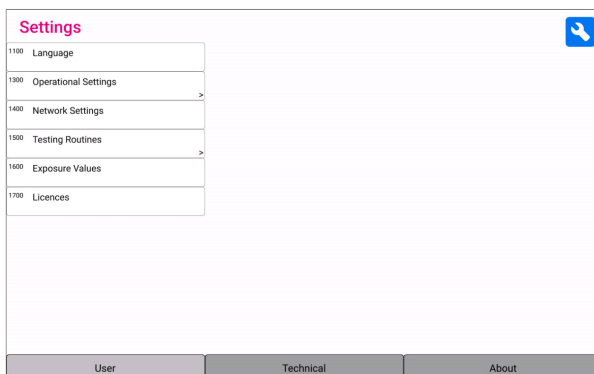 Settings
1100 Language
1300 Operational Settings
>
1400 Network Settings
1500 Testing Routines
>
1600 Exposure Values
1700 Licences
User Technical About